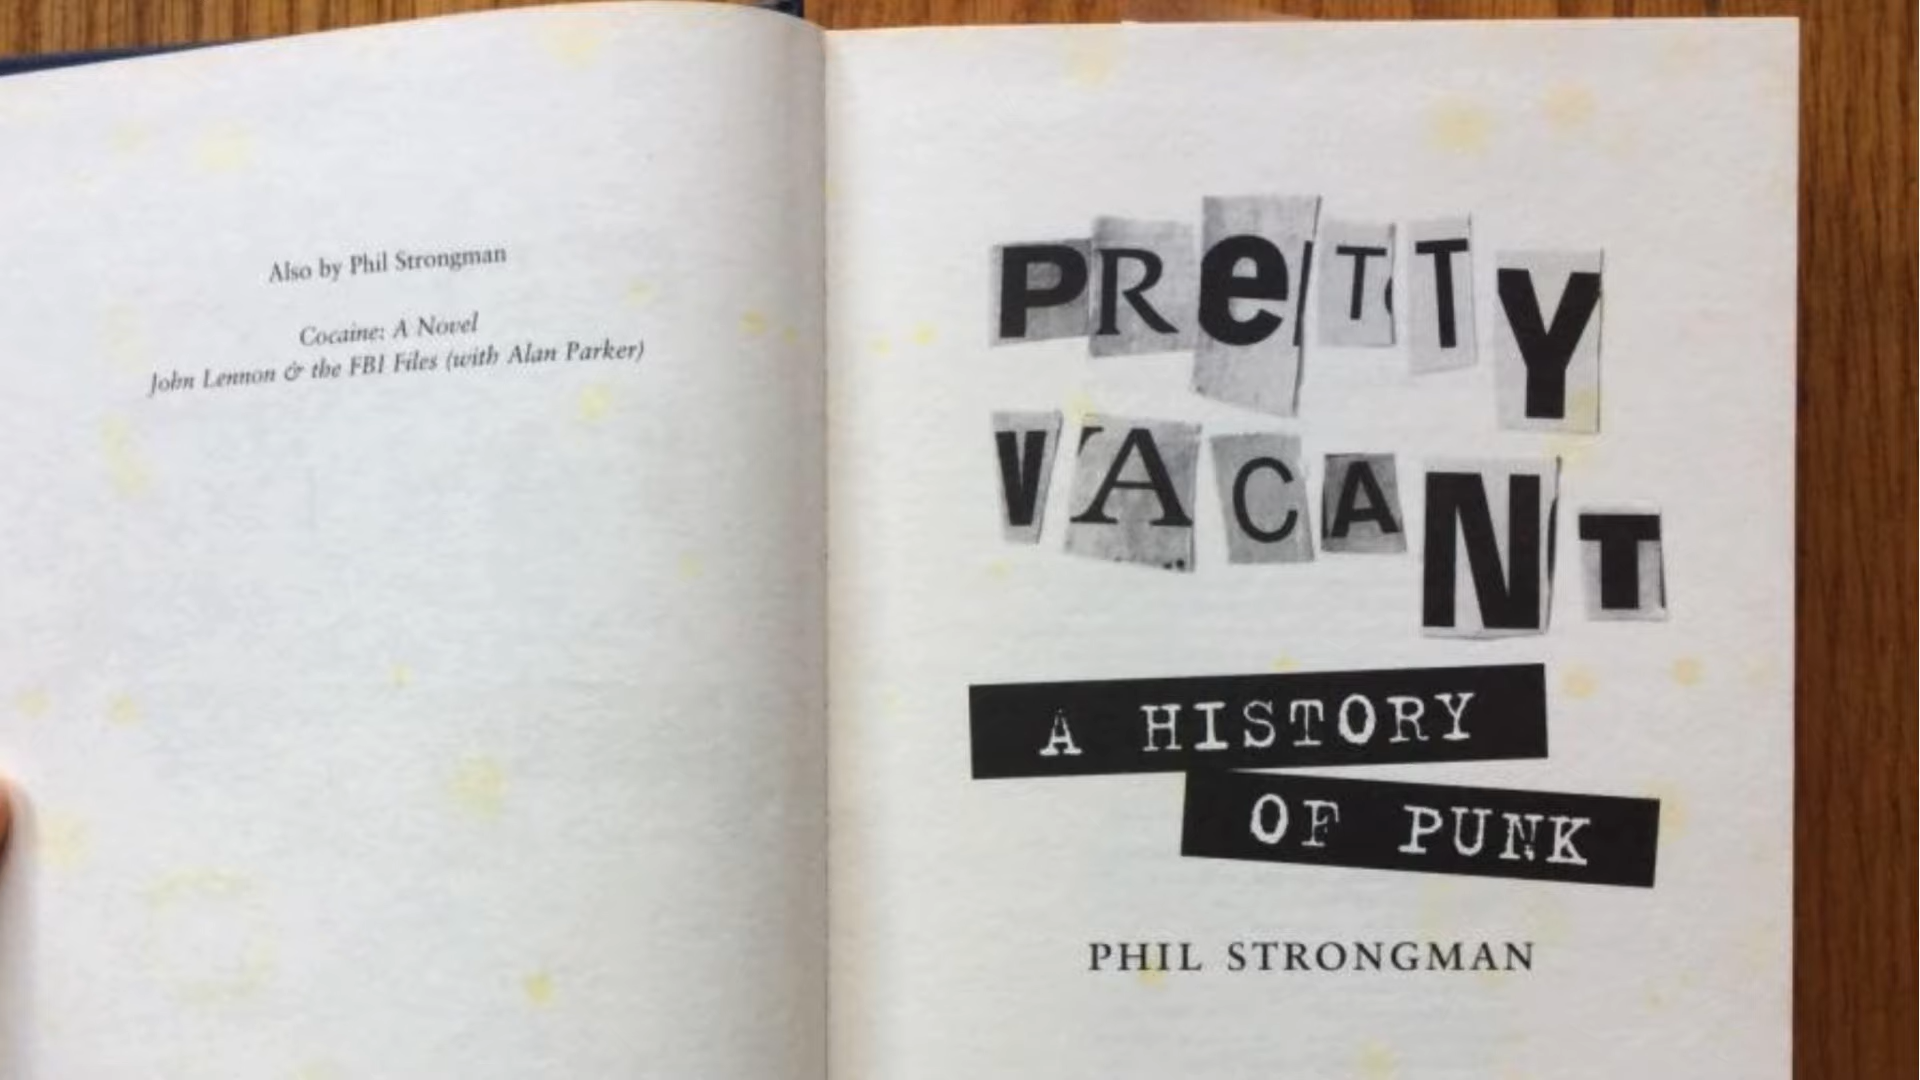 Also by Phil Strongman
Cocaine: A Novel
John Lennon & the FBI Files (with Alan Parker)
PReTTY
VACANT
A HISTORY
OF PUNK
PHIL STRONGMAN